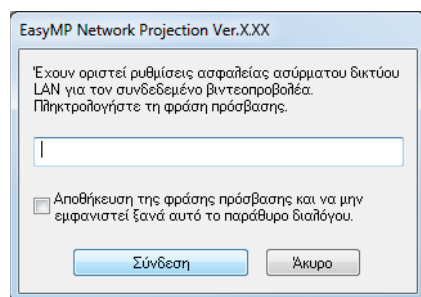 EasyMP Network Projection Ver.X.XX
Έχουν οριστεί ρυθμίσεις ασφαλείας ασύρματου δικτύου
LAN για τον συνδεδεμένο βιντεοπροβολέα.
Πληκτρολογήστε τη φράση πρόσβασης.
Αποθήκευση της φράσης πρόσβασης και να μην
εμφανιστεί ξανά αυτό το παράθυρο διαλόγου.
Σύνδεση Άκυρο